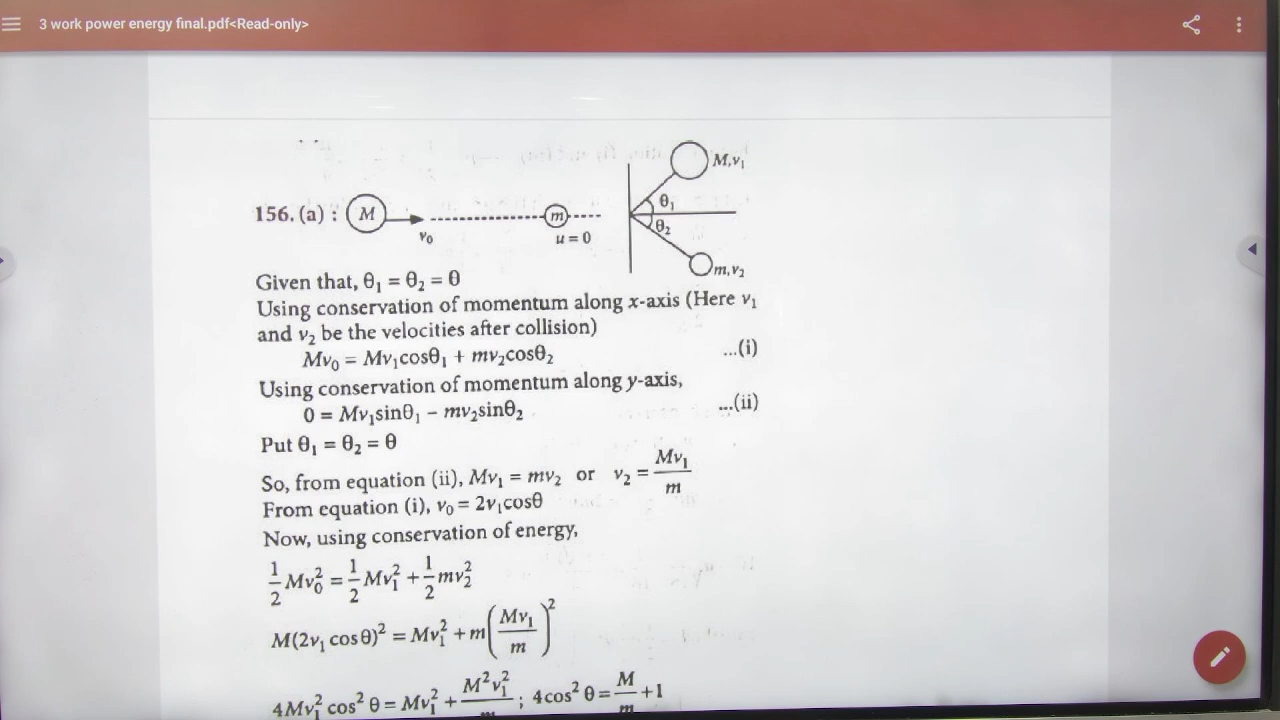 3 work power energy final.pdf<Read-only>
156. (a) : M v₀ m u = 0 θ₁ θ₂ M,v₁ m,v₂
Given that, θ₁ = θ₂ = θ
Using conservation of momentum along x-axis (Here v₁
and v₂ be the velocities after collision)
Mv₀ = Mv₁cosθ₁ + mv₂cosθ₂ ...(i)
Using conservation of momentum along y-axis,
0 = Mv₁sinθ₁ − mv₂sinθ₂ ...(ii)
Put θ₁ = θ₂ = θ
So, from equation (ii), Mv₁ = mv₂ or v₂ = Mv₁/m
From equation (i), v₀ = 2v₁cosθ
Now, using conservation of energy,
1/2 Mv₀² = 1/2 Mv₁² + 1/2 mv₂²
M(2v₁ cosθ)² = Mv₁² + m(Mv₁/m)²
4Mv₁² cos² θ = Mv₁² + M²v₁²/m ; 4cos² θ = M/m + 1